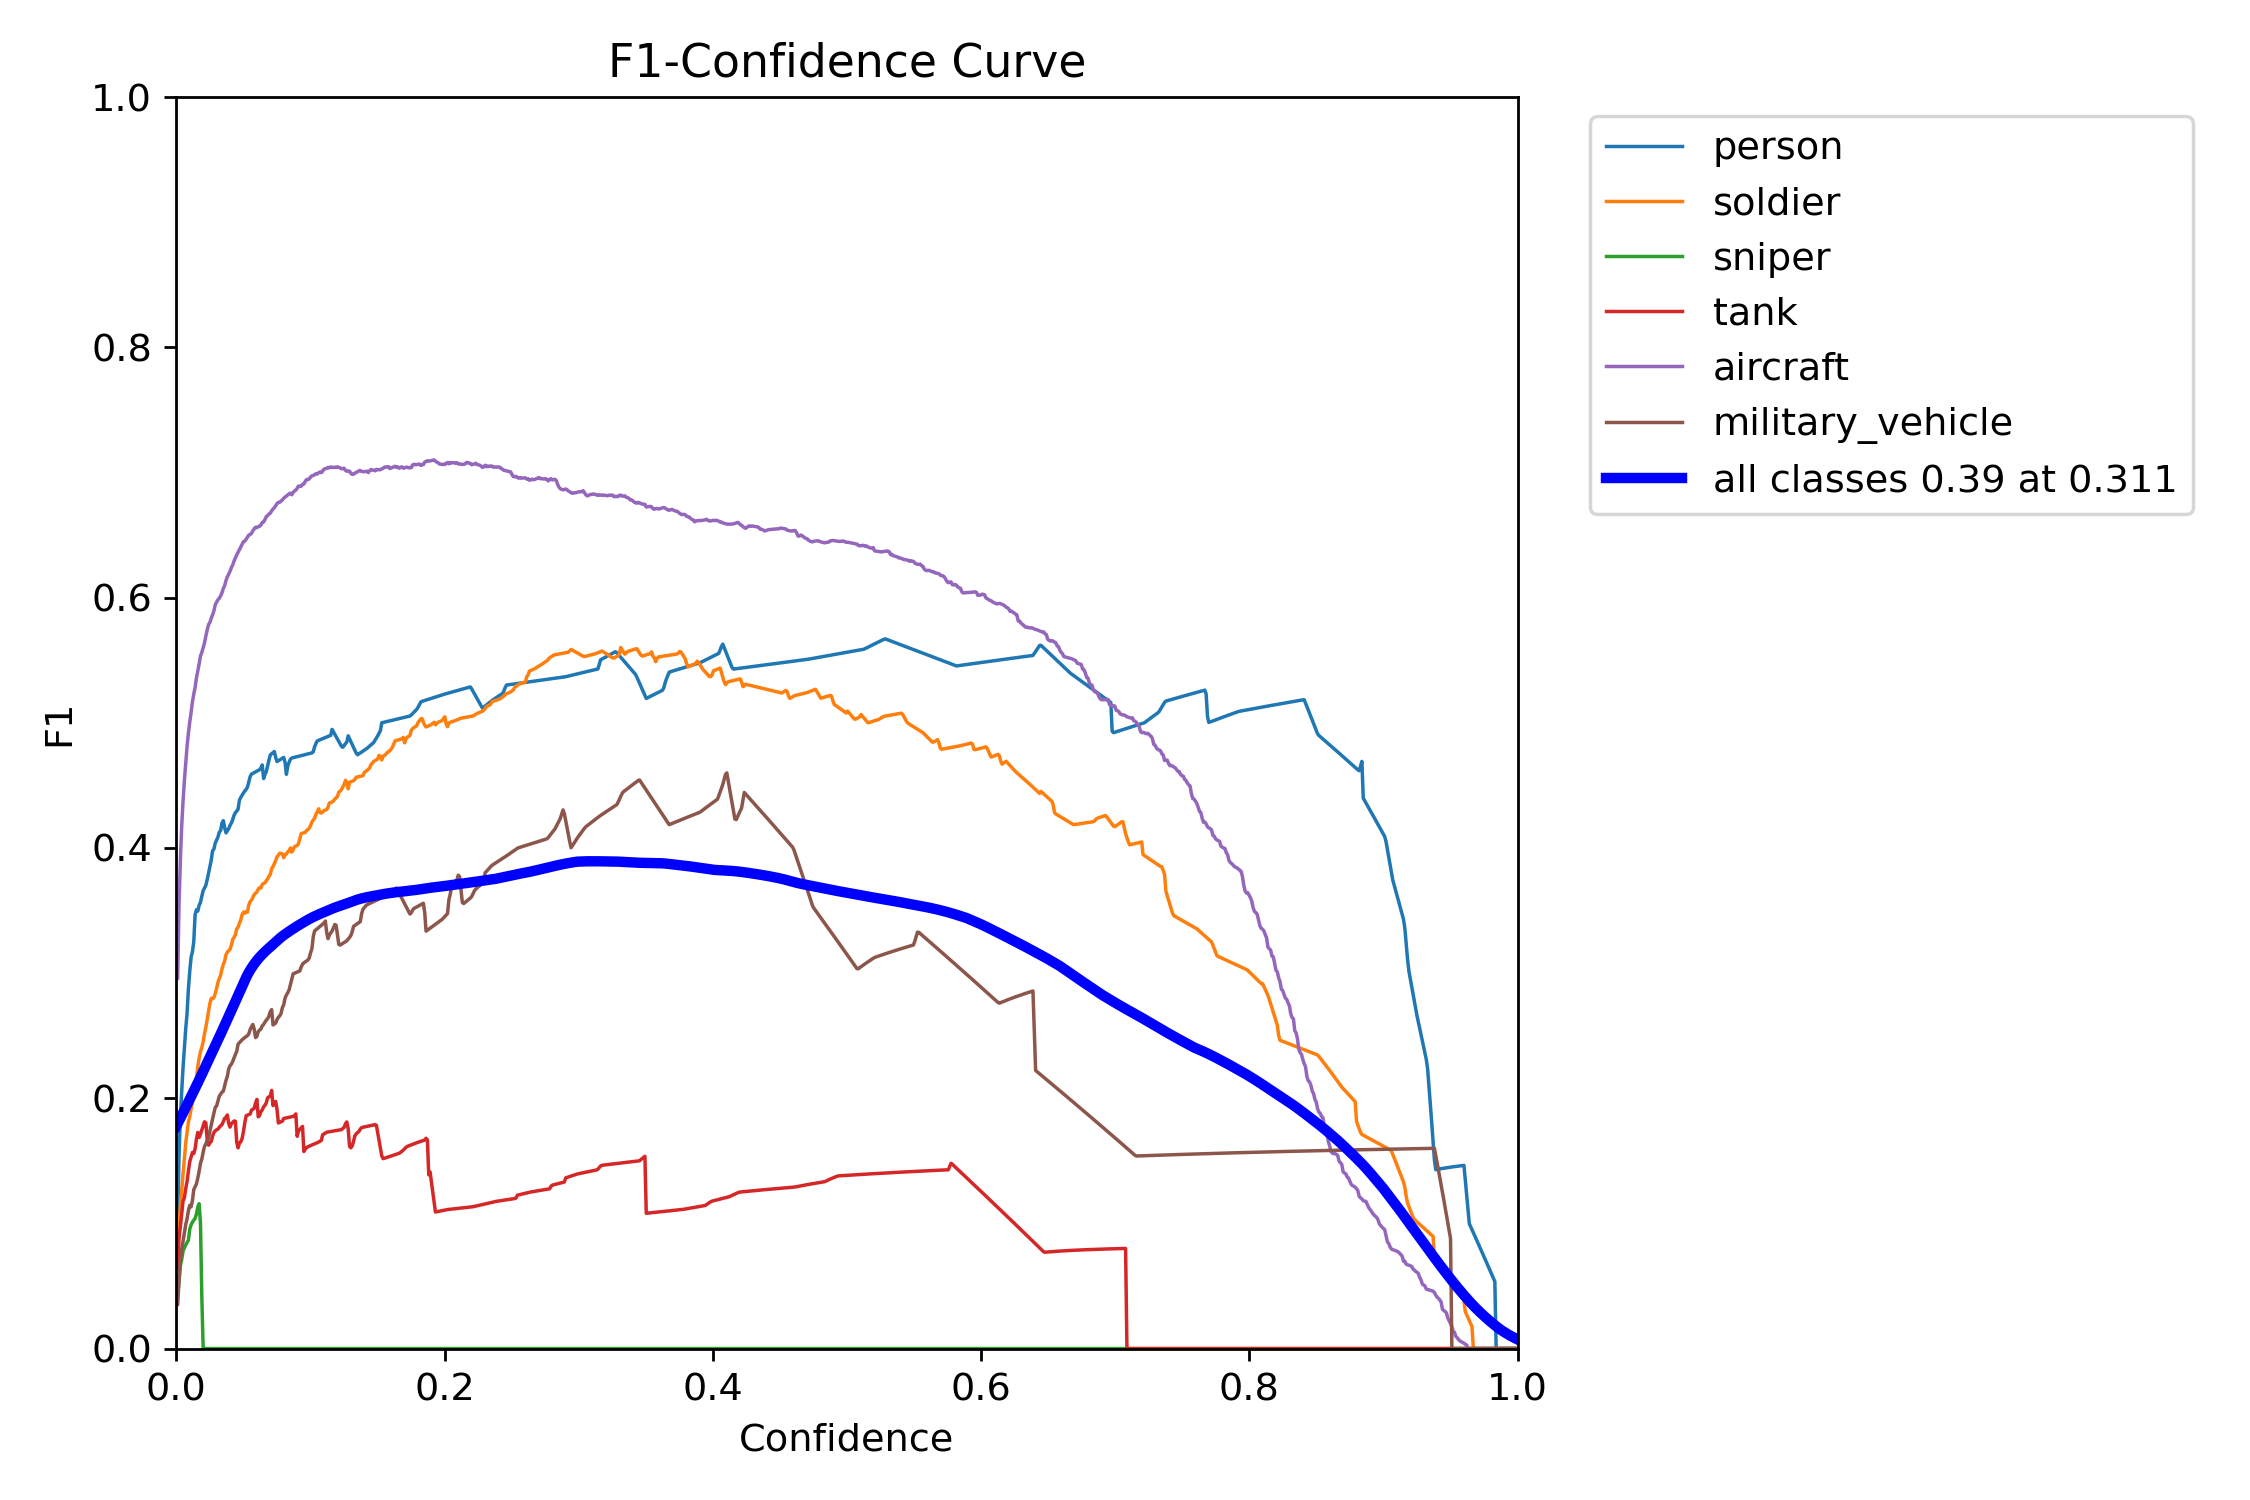 F1-Confidence Curve
1.0
0.8
0.6
0.4
0.2
0.0
F1
0.0 0.2 0.4 0.6 0.8 1.0
Confidence
person
soldier
sniper
tank
aircraft
military_vehicle
all classes 0.39 at 0.311